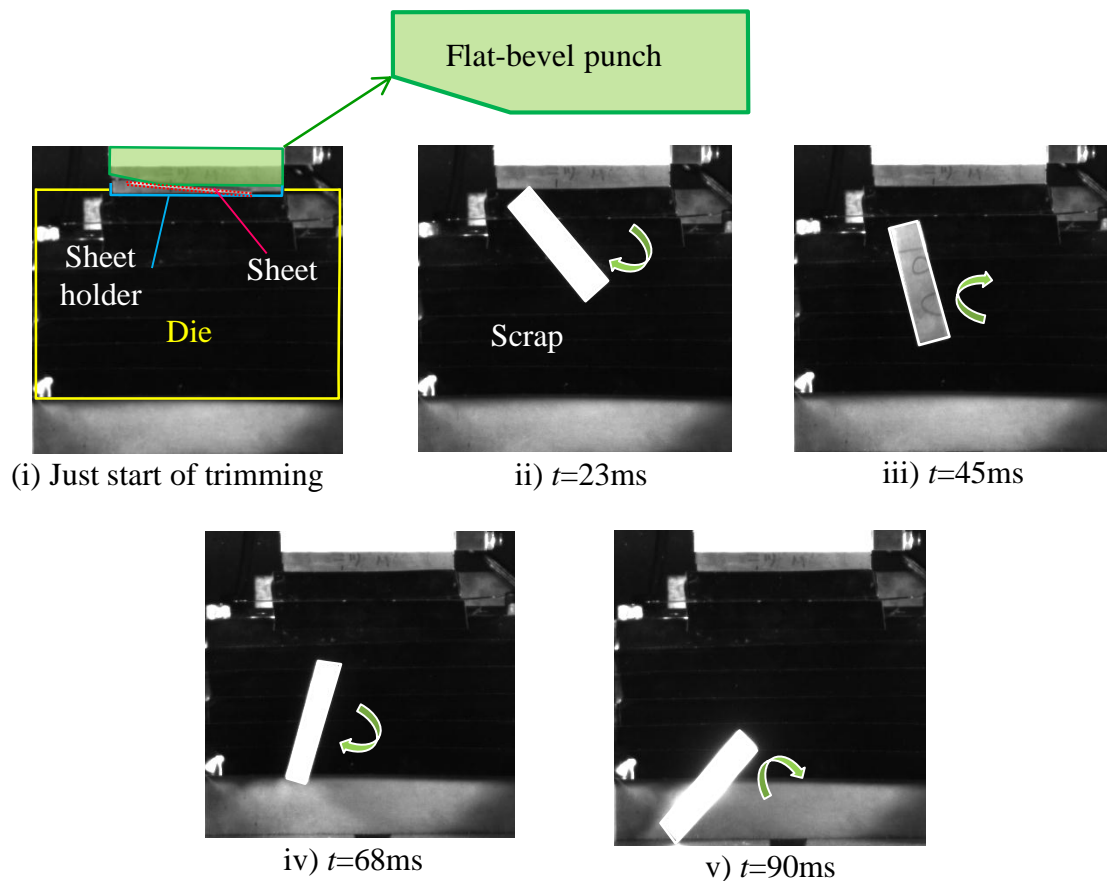 Flat-bevel punch
Sheet
holder
Sheet
Die
(i) Just start of trimming
Scrap
ii) t=23ms
iii) t=45ms
iv) t=68ms
v) t=90ms